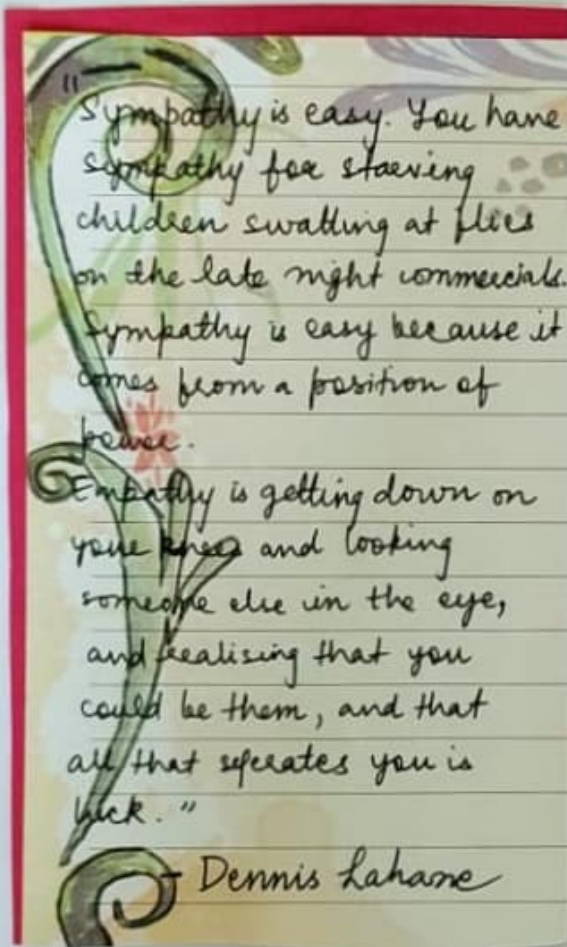 "Sympathy is easy. You have
sympathy for starving
children swatting at flies
on the late night commercials.
Sympathy is easy because it
comes from a position of
power.
Empathy is getting down on
your knees and looking
someone else in the eye,
and realising that you
could be them, and that
all that seperates you is
luck."
- Dennis Lahane